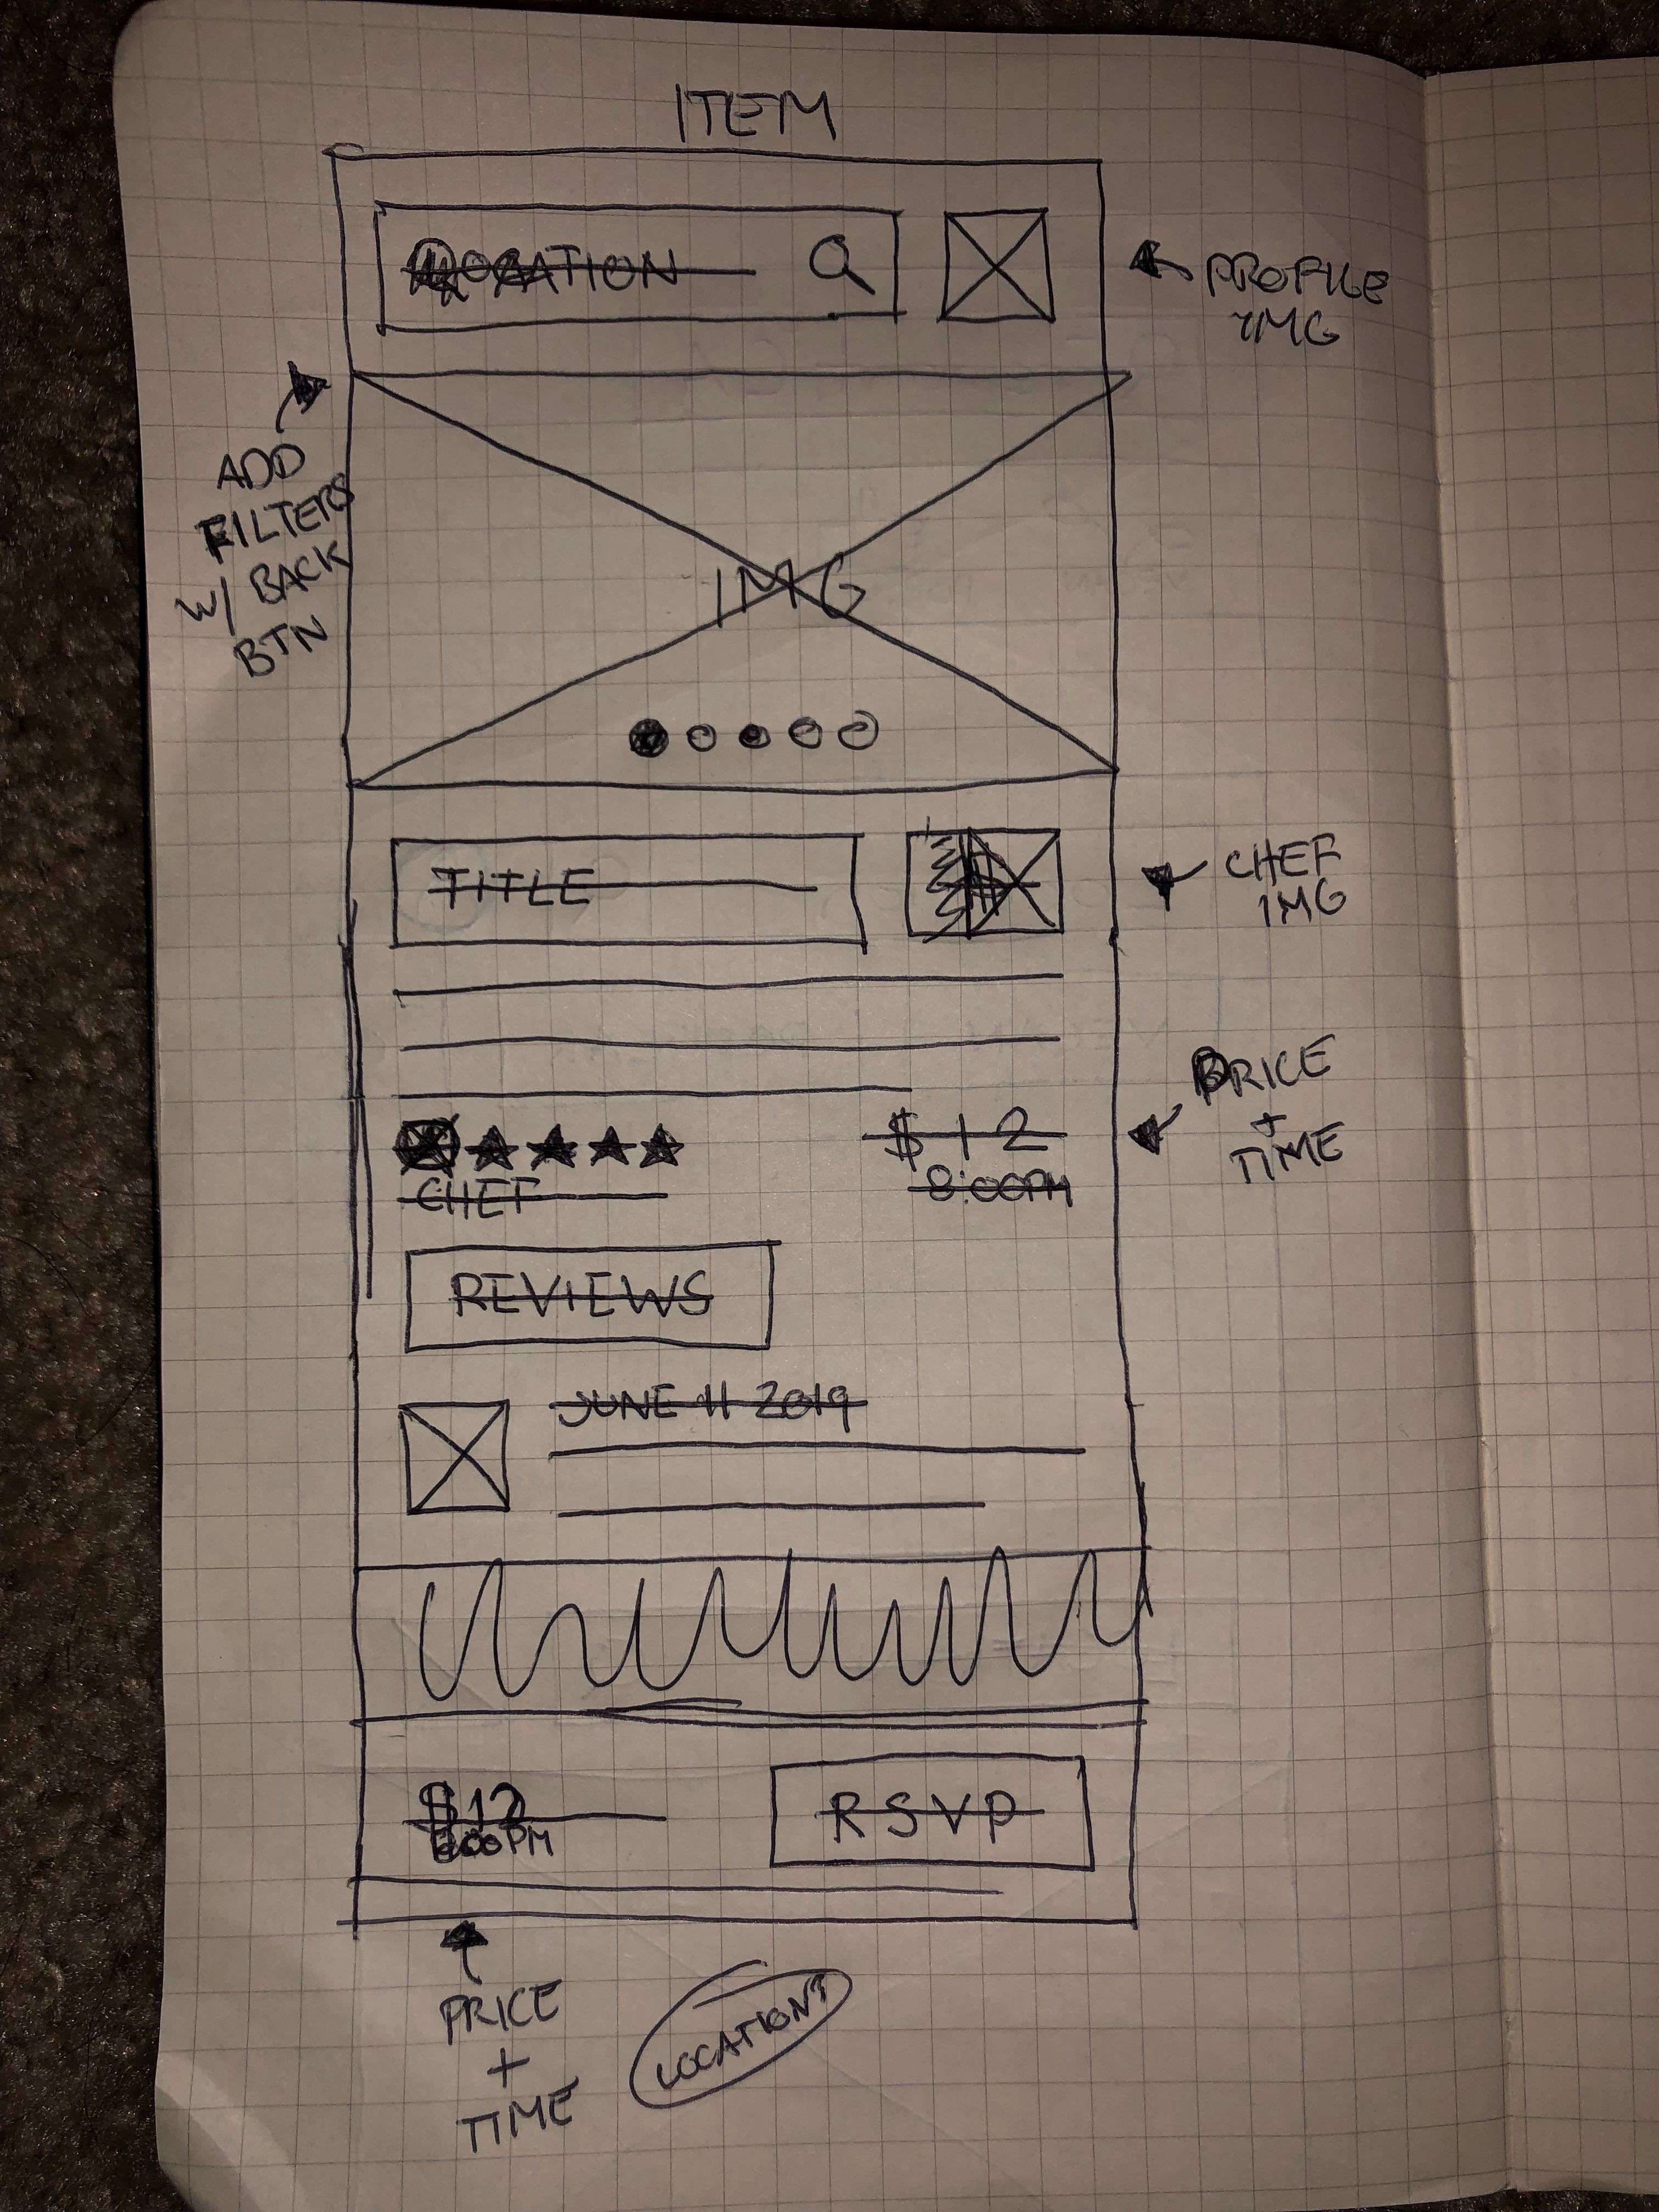 ITEM
LOCATION
PROFILE
IMG
ADD
FILTERS
W/ BACK
BTN
IMG
TITLE
CHEF
IMG
PRICE
+
TIME
$12
8:00PM
CHEF
REVIEWS
JUNE 11 2019
$12
8:00PM
RSVP
PRICE
+
TIME
LOCATION?